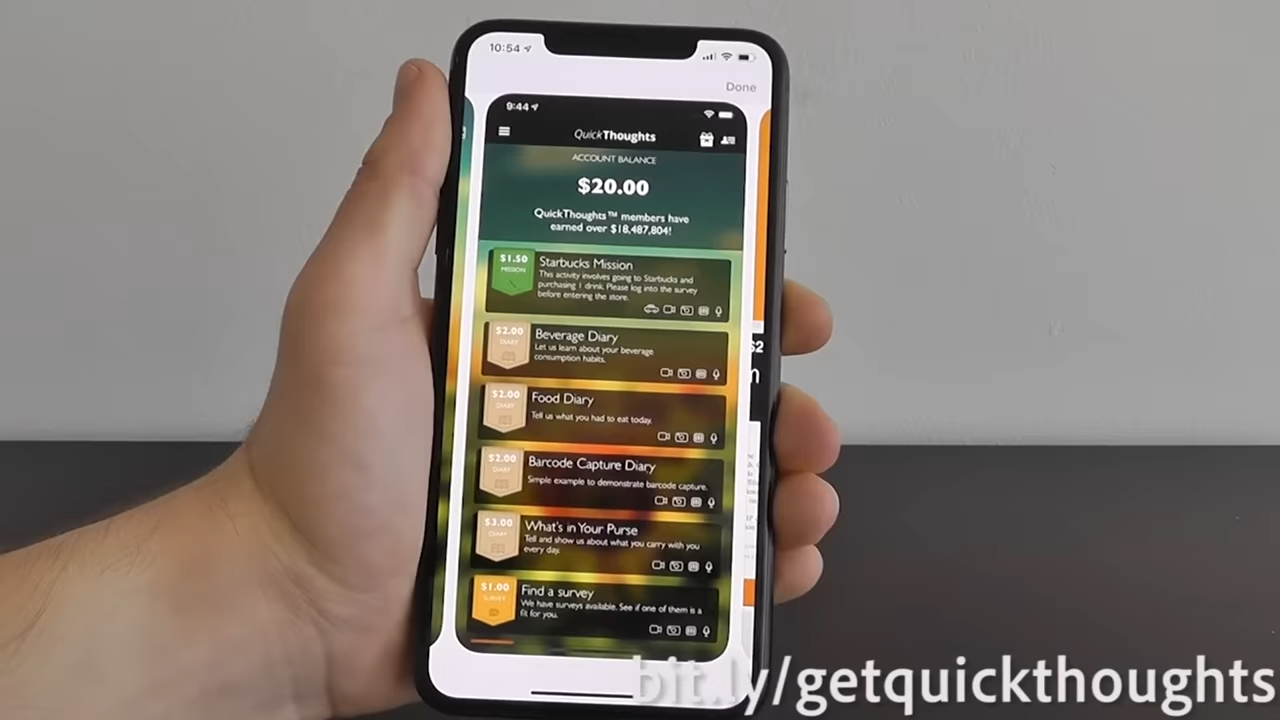 10:54
Done
9:44
QuickThoughts
ACCOUNT BALANCE
$20.00
QuickThoughts™ members have
earned over $18,487,804!
$1.50
MISSION
Starbucks Mission
This activity involves going to Starbucks and
purchasing 1 drink. Please log into the survey
before entering the store.
$2.00
DIARY
Beverage Diary
Let us learn about your beverage
consumption habits.
$2.00
DIARY
Food Diary
Tell us what you had to eat today.
$2.00
DIARY
Barcode Capture Diary
Simple example to demonstrate barcode capture.
$3.00
DIARY
What's in Your Purse
Tell and show us about what you carry with you
every day.
$1.00
SURVEY
Find a survey
We have surveys available. See if one of them is a
fit for you.
$2
bit.ly/getquickthoughts